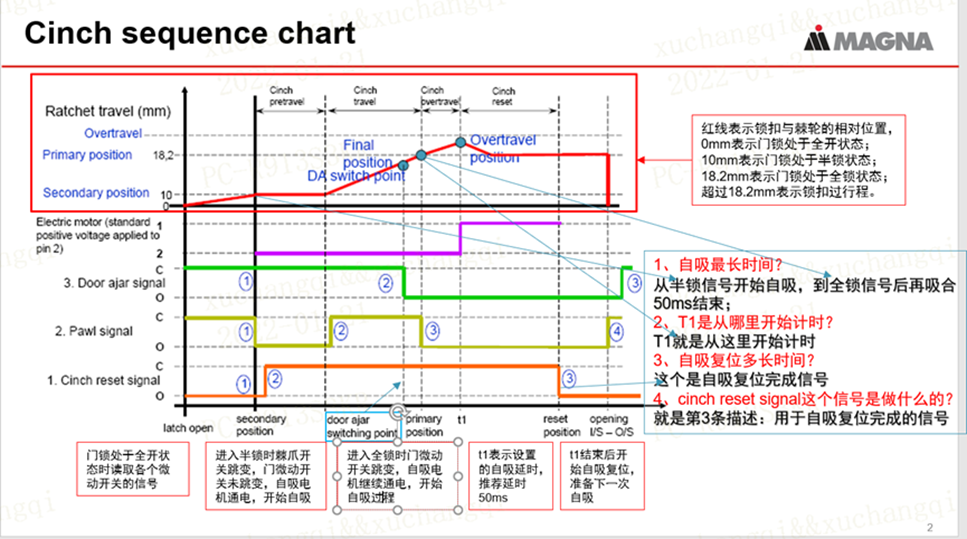 Cinch sequence chart
MAGNA
Cinch
pretravel
Cinch
travel
Cinch
overtravel
Cinch
reset
Ratchet travel (mm)
Overtravel
Primary position
18,2
Secondary position
10
0
Final
position
DA switch point
Overtravel
position
红线表示锁扣与棘轮的相对位置,
0mm表示门锁处于全开状态;
10mm表示门锁处于半锁状态;
18.2mm表示门锁处于全锁状态;
超过18.2mm表示锁扣过行程。
Electric motor (standard
positive voltage applied to
pin 2)
1
2
3. Door ajar signal
C
O
①
②
③
2. Pawl signal
C
O
①
②
③
④
1. Cinch reset signal
C
O
①
②
③
1、自吸最长时间?
从半锁信号开始自吸,到全锁信号后再吸合
50ms结束;
2、T1是从哪里开始计时?
T1就是从这里开始计时
3、自吸复位多长时间?
这个是自吸复位完成信号
4、cinch reset signal这个信号是做什么的?
就是第3条描述:用于自吸复位完成的信号
latch open
secondary
position
door ajar
switching point
primary
position
t1
reset
position
opening
I/S – O/S
门锁处于全开状
态时读取各个微
动开关的信号
进入半锁时棘爪开
关跳变,门微动开
关未跳变,自吸电
机通电,开始自吸
进入全锁时门微动
开关跳变,自吸电
机继续通电,开始
自吸过程
t1表示设置
的自吸延时,
推荐延时
50ms
t1结束后开
始自吸复位,
准备下一次
自吸
2
xuchangqi
2022-01-21
xuchangqi&&xuchangqi